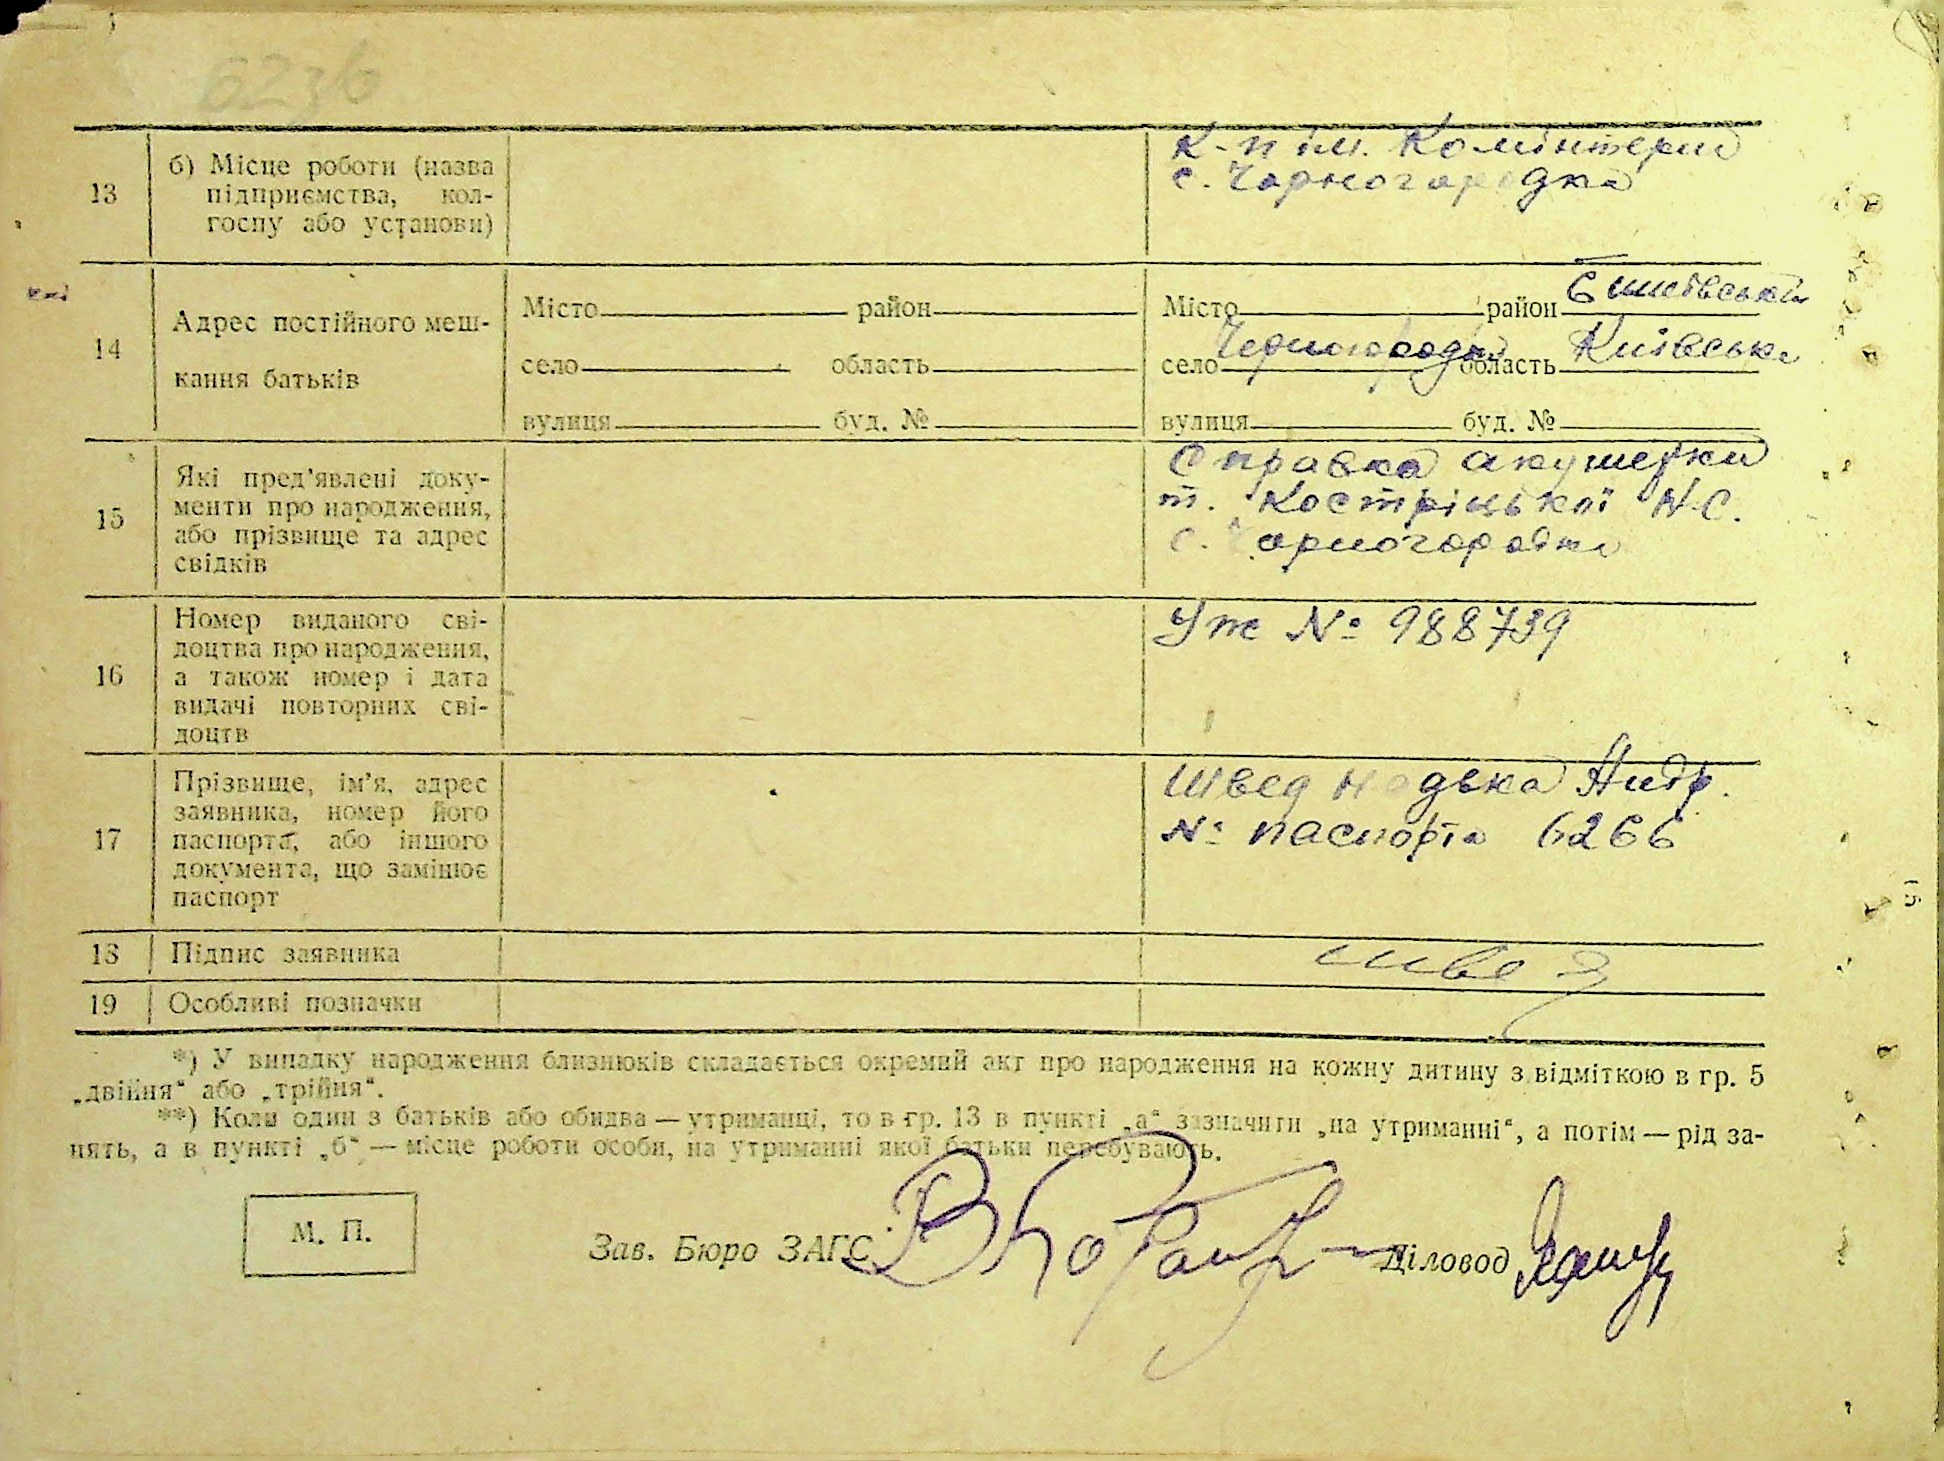 6236
13
б) Місце роботи (назва
підприємства, кол-
госпу або установи)
К-п ім. Комінтерна
с. Чорногородка
14
Адрес постійного меш-
кання батьків
Місто район
село область
вулиця буд. №
Місто район Бишівський
село Черногородка область Київська
вулиця буд. №
15
Які пред'явлені доку-
менти про народження,
або прізвище та адрес
свідків
Справка акушерки
т. Костріцької Н.С.
с. Чорногородка
16
Номер виданого сві-
доцтва про народження,
а також номер і дата
видачі повторних сві-
доцтв
№ 988739
17
Прізвище, ім'я, адрес
заявника, номер його
паспорта, або іншого
документа, що замінює
паспорт
Швед Андр.
№ паспорта 6266
18
Підпис заявника
Швед
19
Особливі позначки
*) У випадку народження близнюків складається окремий акт про народження на кожну дитину з відміткою в гр. 5
„двійня“ або „трійня“.
**) Коли один з батьків або обидва — утриманці, то в гр. 13 в пункті „а“ зазначити „на утриманні“, а потім — рід за-
нять, а в пункті „б“ — місце роботи особи, на утриманні якої батьки перебувають.
М. П.
Зав. Бюро ЗАГС
Діловод